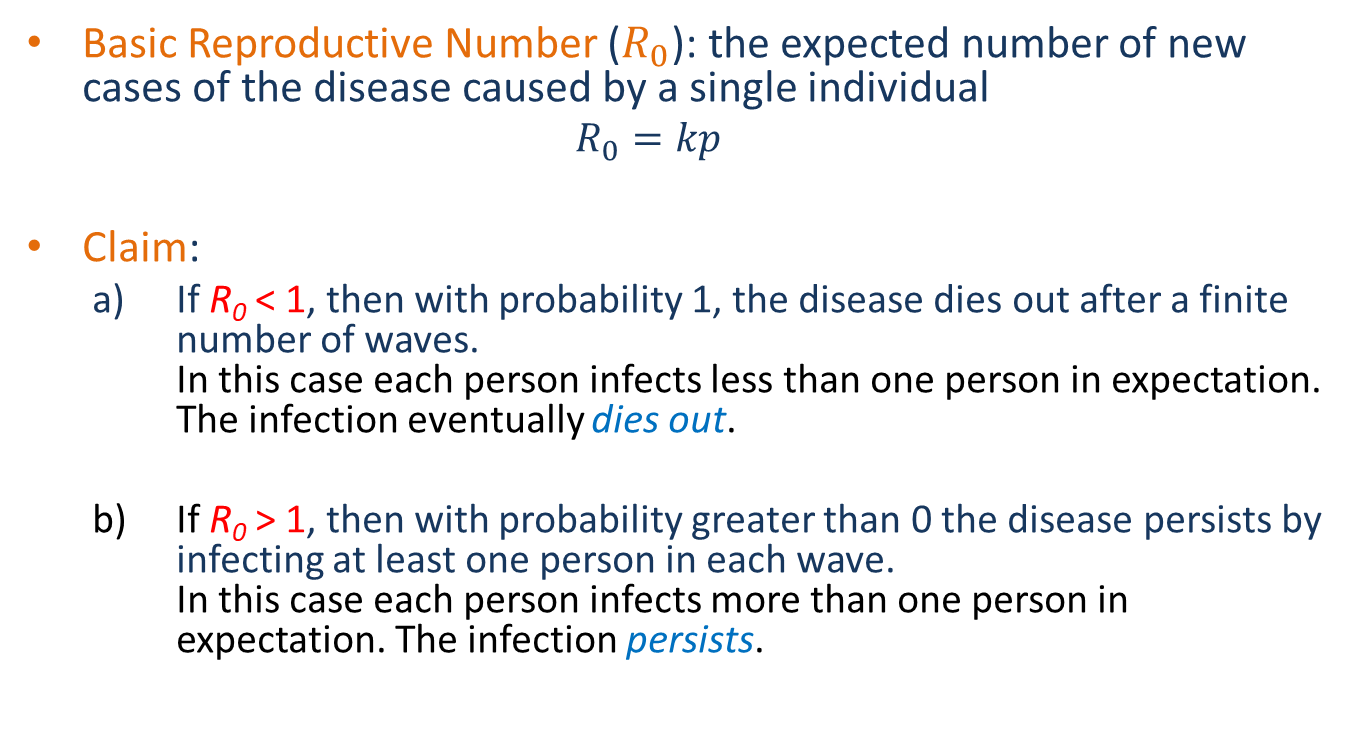 • Basic Reproductive Number (R₀): the expected number of new
cases of the disease caused by a single individual
R₀ = kp
• Claim:
a) If R₀ < 1, then with probability 1, the disease dies out after a finite
number of waves.
In this case each person infects less than one person in expectation.
The infection eventually dies out.
b) If R₀ > 1, then with probability greater than 0 the disease persists by
infecting at least one person in each wave.
In this case each person infects more than one person in
expectation. The infection persists.